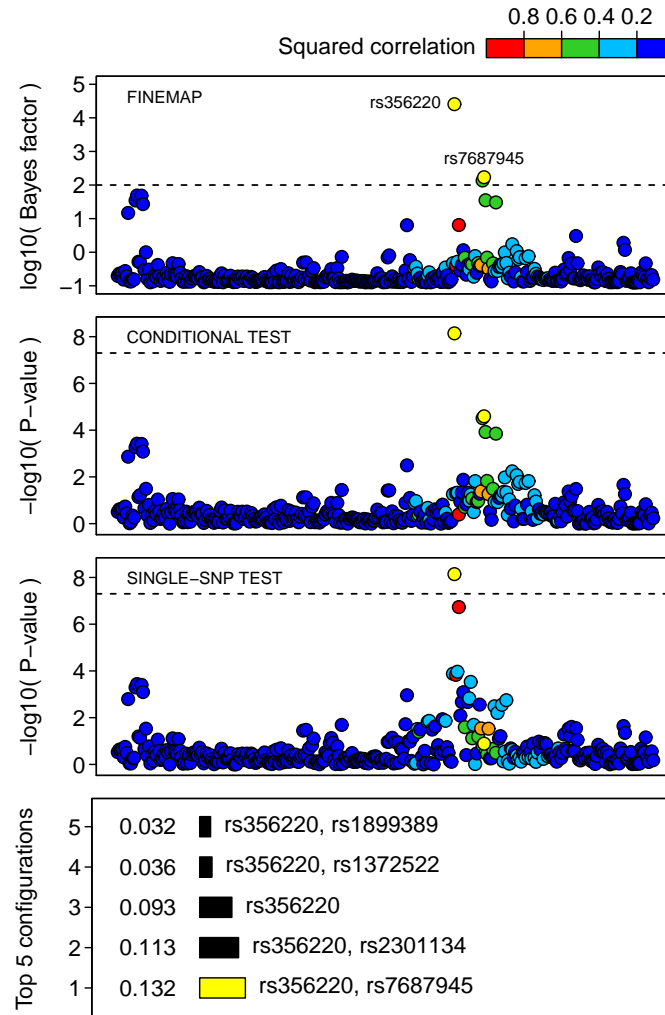 0.8 0.6 0.4 0.2
Squared correlation
log10( Bayes factor )
5
4
3
2
1
0
−1
FINEMAP
rs356220
rs7687945
−log10( P−value )
8
6
4
2
0
CONDITIONAL TEST
−log10( P−value )
8
6
4
2
0
SINGLE−SNP TEST
Top 5 configurations
5 0.032 rs356220, rs1899389
4 0.036 rs356220, rs1372522
3 0.093 rs356220
2 0.113 rs356220, rs2301134
1 0.132 rs356220, rs7687945